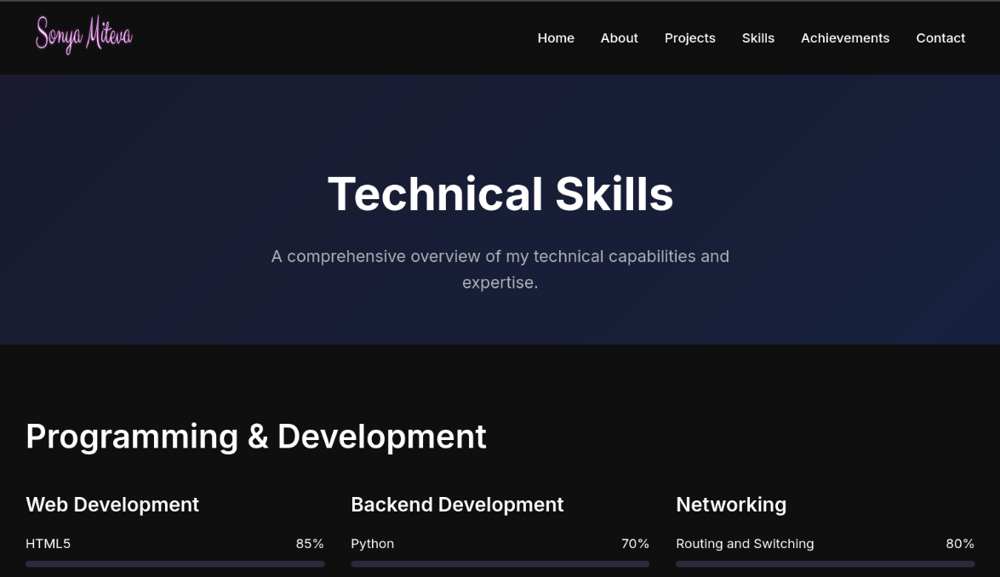 Sonya Miteva
Home About Projects Skills Achievements Contact
Technical Skills
A comprehensive overview of my technical capabilities and
expertise.
Programming & Development
Web Development
HTML5 85%
Backend Development
Python 70%
Networking
Routing and Switching 80%